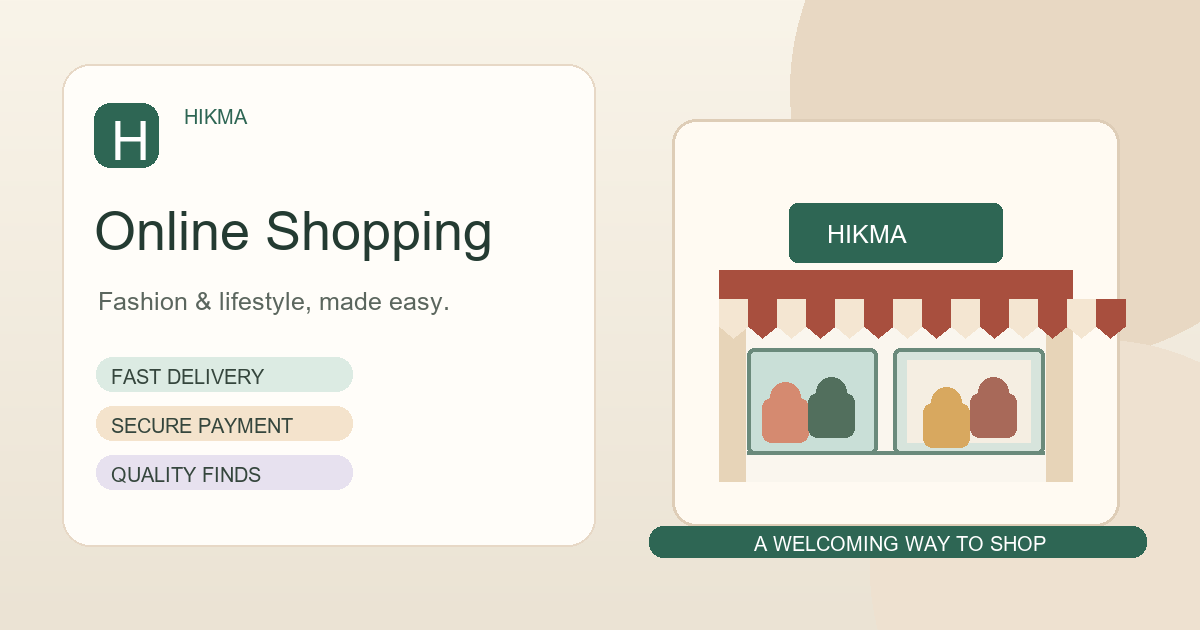 H
HIKMA
Online Shopping
Fashion & lifestyle, made easy.
FAST DELIVERY
SECURE PAYMENT
QUALITY FINDS
HIKMA
A WELCOMING WAY TO SHOP